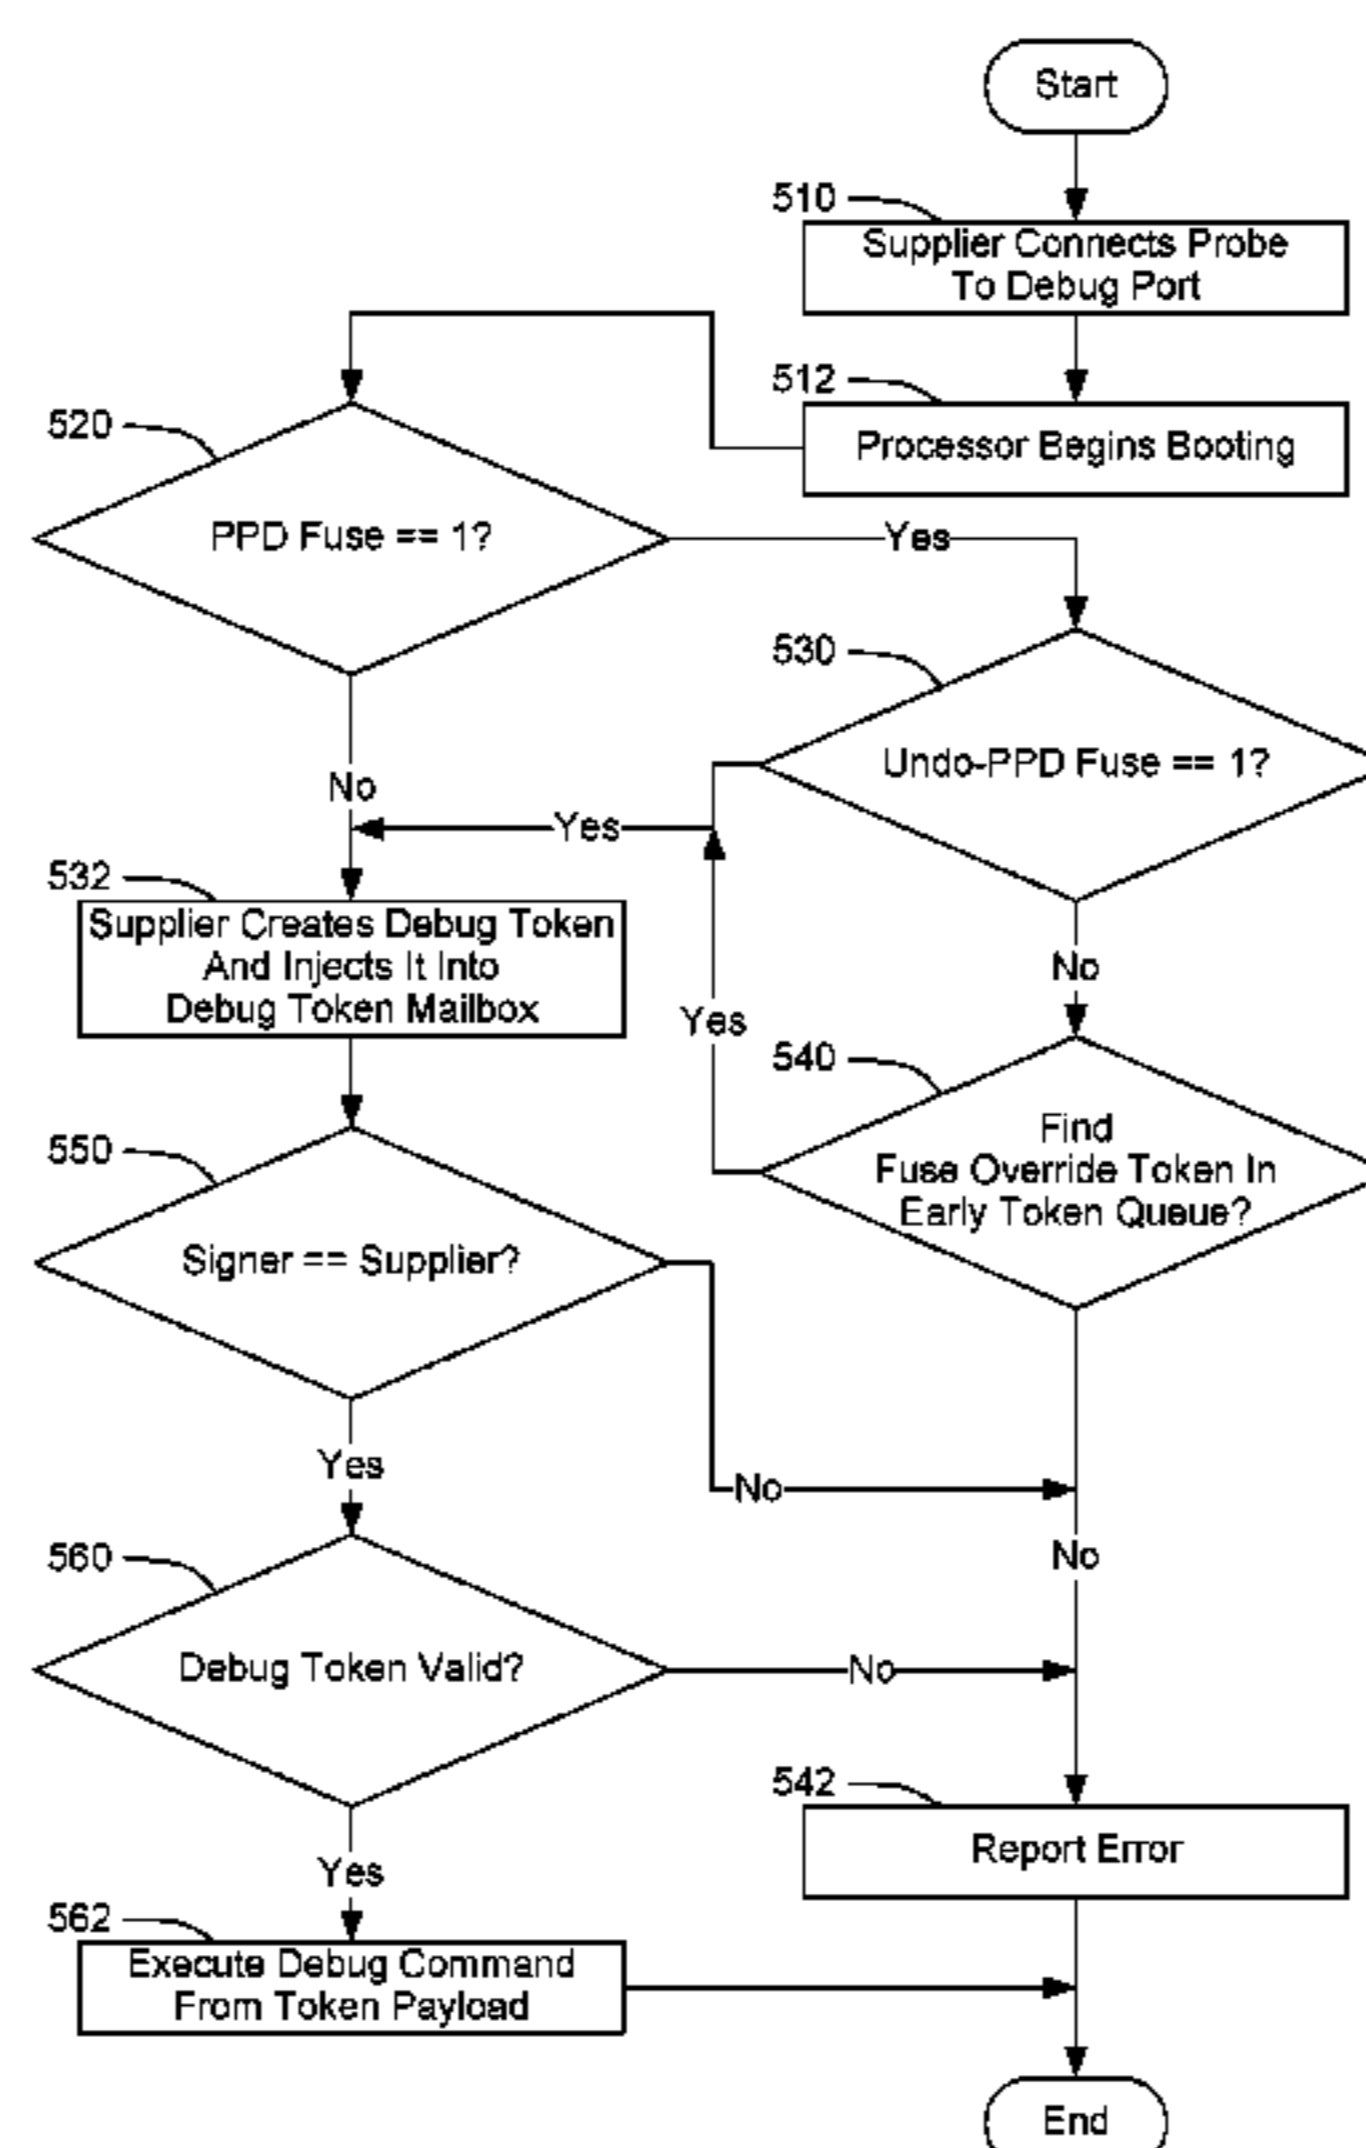 Start
510
Supplier Connects Probe
To Debug Port
512
Processor Begins Booting
520
PPD Fuse == 1?
Yes
530
Undo-PPD Fuse == 1?
No
Yes
532
Supplier Creates Debug Token
And Injects It Into
Debug Token Mailbox
No
Yes
540
Find
Fuse Override Token In
Early Token Queue?
550
Signer == Supplier?
Yes
No
No
560
Debug Token Valid?
No
542
Report Error
Yes
562
Execute Debug Command
From Token Payload
End